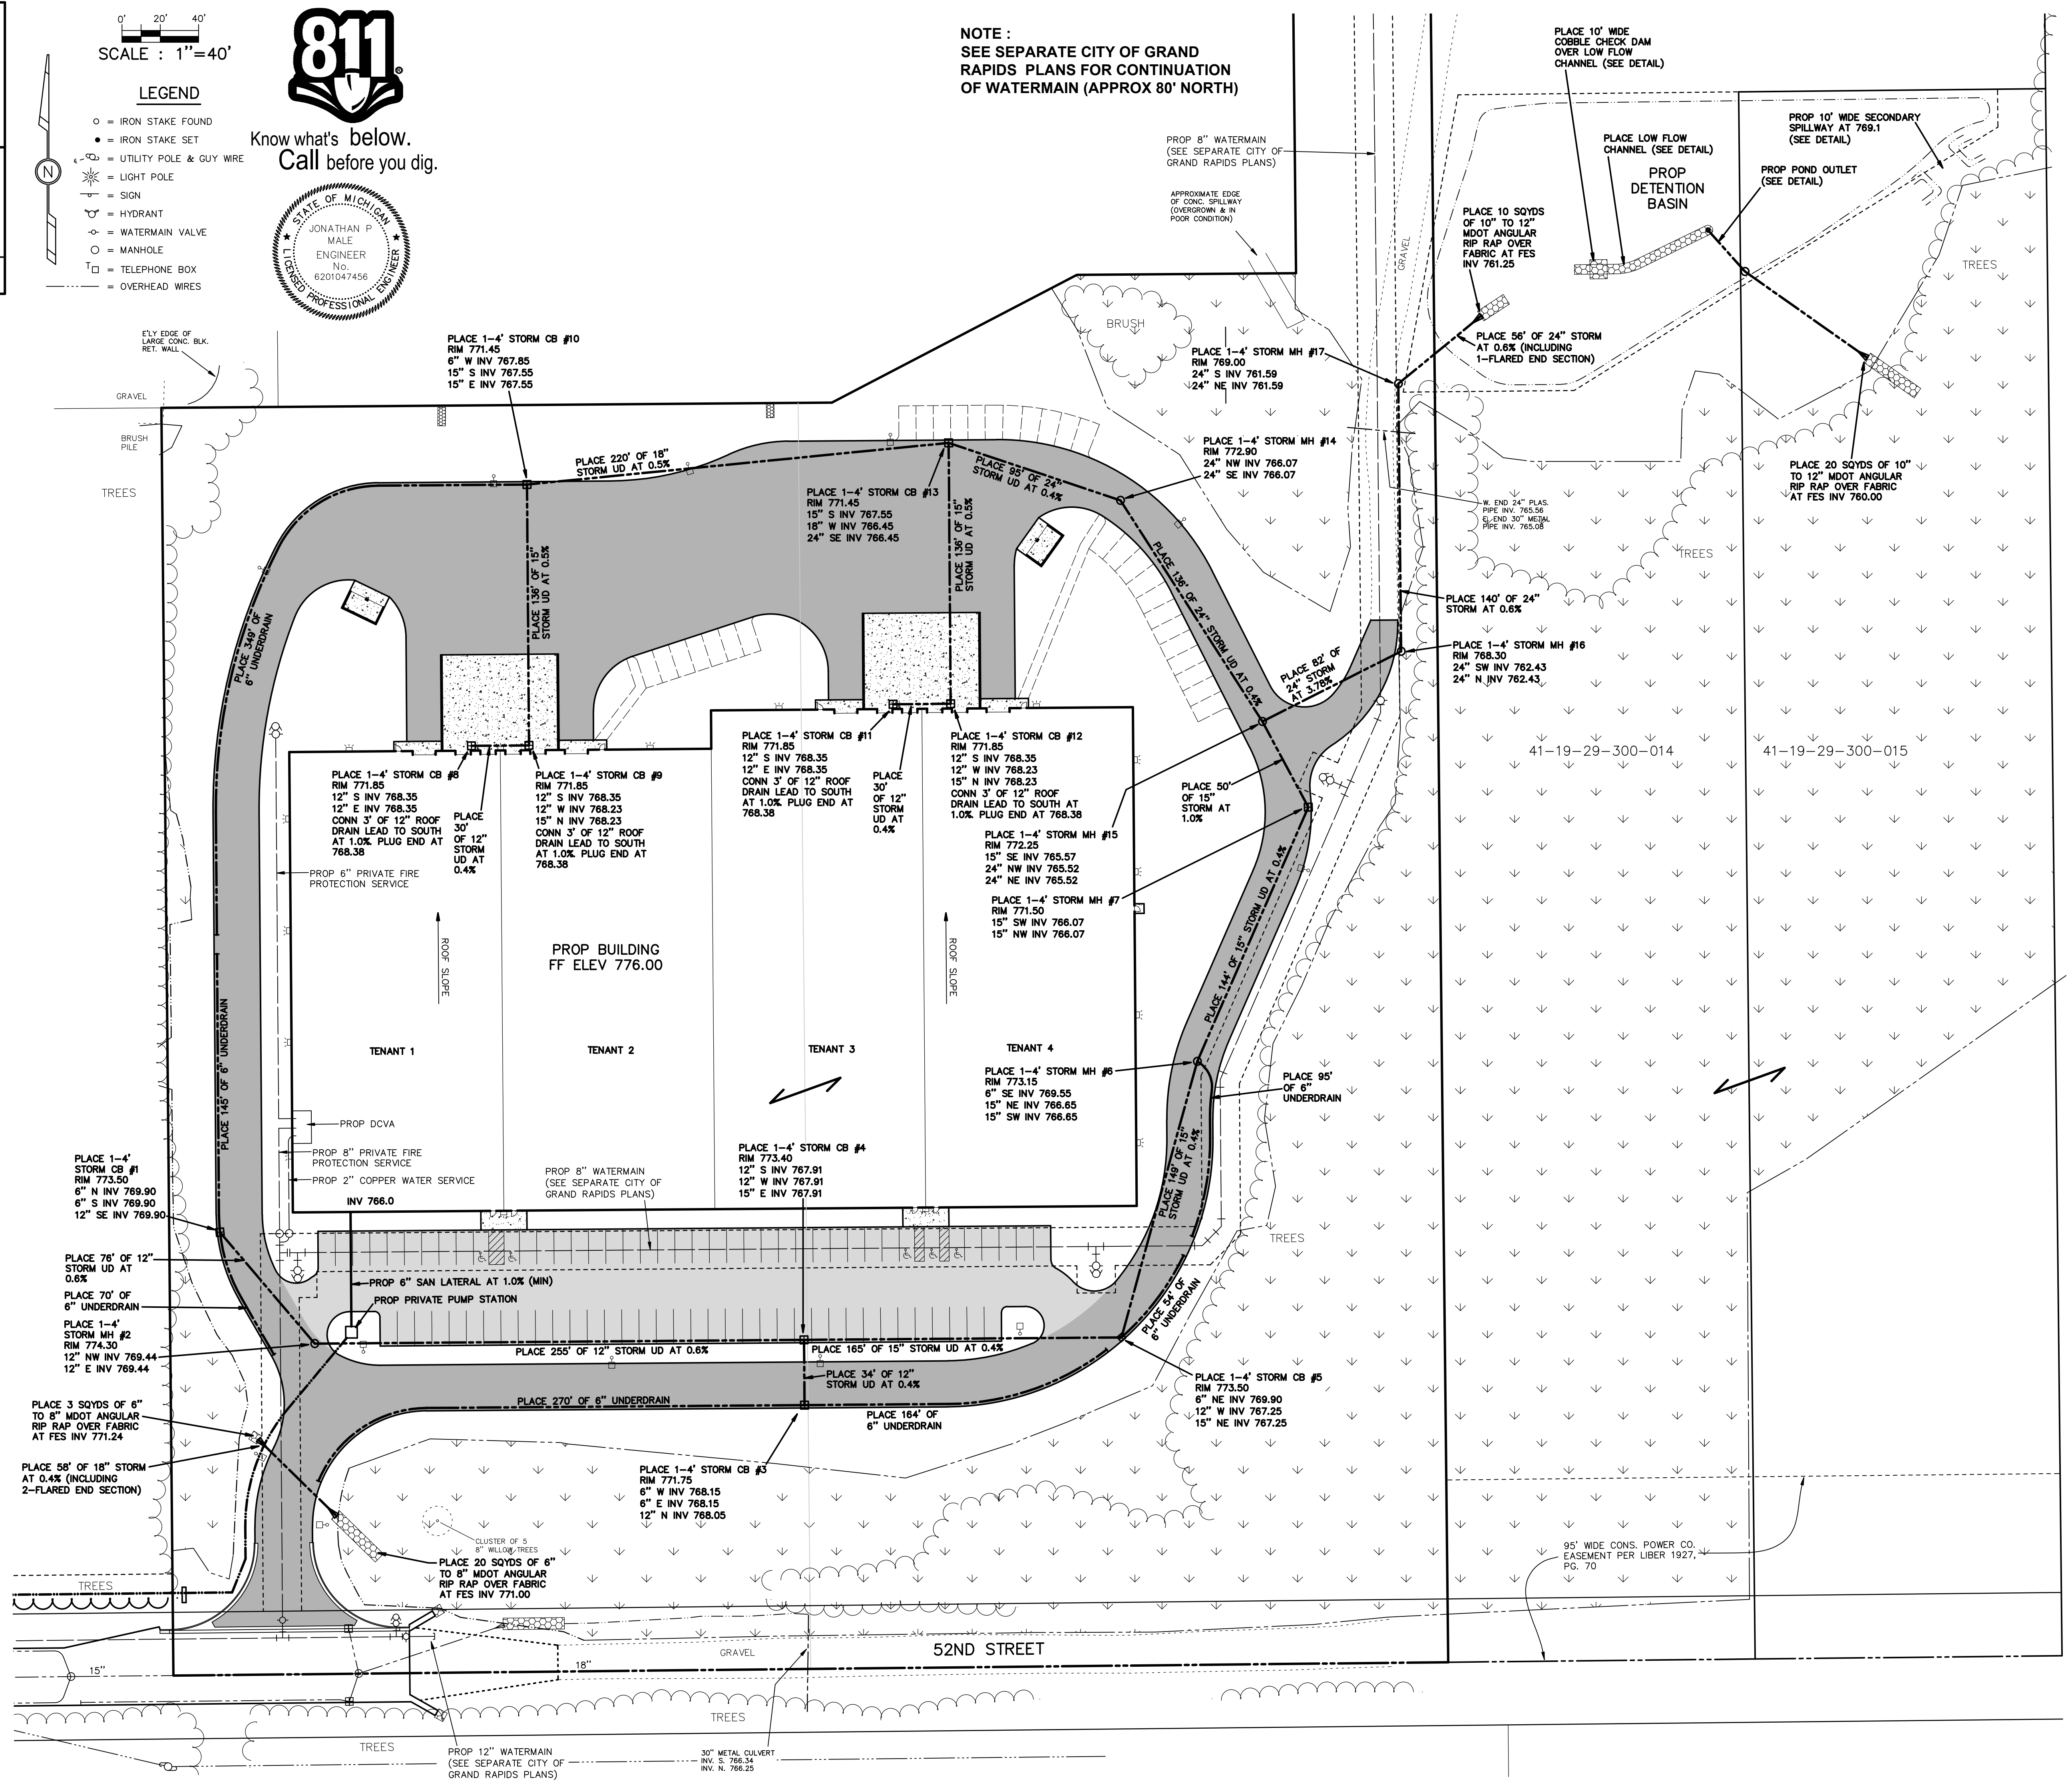 0' 20' 40'
SCALE : 1"=40'
LEGEND
= IRON STAKE FOUND
= IRON STAKE SET
= UTILITY POLE & GUY WIRE
= LIGHT POLE
= SIGN
= HYDRANT
= WATERMAIN VALVE
= MANHOLE
T = TELEPHONE BOX
= OVERHEAD WIRES
N
811
®
Know what's below.
Call before you dig.
STATE OF MICHIGAN
JONATHAN P
MALE
ENGINEER
No.
6201047456
LICENSED PROFESSIONAL ENGINEER
NOTE :
SEE SEPARATE CITY OF GRAND
RAPIDS PLANS FOR CONTINUATION
OF WATERMAIN (APPROX 80' NORTH)
PROP 8" WATERMAIN
(SEE SEPARATE CITY OF
GRAND RAPIDS PLANS)
APPROXIMATE EDGE
OF CONC. SPILLWAY
(OVERGROWN & IN
POOR CONDITION)
GRAVEL
PLACE 10' WIDE
COBBLE CHECK DAM
OVER LOW FLOW
CHANNEL (SEE DETAIL)
PLACE LOW FLOW
CHANNEL (SEE DETAIL)
PROP
DETENTION
BASIN
PROP 10' WIDE SECONDARY
SPILLWAY AT 769.1
(SEE DETAIL)
PROP POND OUTLET
(SEE DETAIL)
PLACE 10 SQYDS
OF 10" TO 12"
MDOT ANGULAR
RIP RAP OVER
FABRIC AT FES
INV 761.25
TREES
PLACE 56' OF 24" STORM
AT 0.6% (INCLUDING
1-FLARED END SECTION)
PLACE 20 SQYDS OF 10"
TO 12" MDOT ANGULAR
RIP RAP OVER FABRIC
AT FES INV 760.00
TREES
E'LY EDGE OF
LARGE CONC. BLK.
RET. WALL
GRAVEL
BRUSH
PILE
TREES
BRUSH
PLACE 1-4' STORM CB #10
RIM 771.45
6" W INV 767.85
15" S INV 767.55
15" E INV 767.55
PLACE 1-4' STORM MH #17
RIM 769.00
24" S INV 761.59
24" NE INV 761.59
PLACE 1-4' STORM MH #14
RIM 772.90
24" NW INV 766.07
24" SE INV 766.07
PLACE 220' OF 18"
STORM UD AT 0.5%
PLACE 95' OF 24"
STORM UD AT 0.4%
PLACE 1-4' STORM CB #13
RIM 771.45
15" S INV 767.55
18" W INV 766.45
24" SE INV 766.45
W. END 24" PLAS.
PIPE INV. 765.56
E. END 30" METAL
PIPE INV. 765.08
PLACE 136' OF 15"
STORM UD AT 0.5%
PLACE 136' OF 15"
STORM UD AT 0.5%
PLACE 136' OF 24" STORM UD AT 0.4%
PLACE 349' OF
6" UNDERDRAIN
PLACE 140' OF 24"
STORM AT 0.6%
PLACE 1-4' STORM MH #16
RIM 768.30
24" SW INV 762.43
24" N INV 762.43
PLACE 82' OF
24" STORM
AT 3.78%
41-19-29-300-014
41-19-29-300-015
PLACE 1-4' STORM CB #8
RIM 771.85
12" S INV 768.35
12" E INV 768.35
CONN 3' OF 12" ROOF
DRAIN LEAD TO SOUTH
AT 1.0%. PLUG END AT
768.38
PLACE
30'
OF 12"
STORM
UD AT
0.4%
PLACE 1-4' STORM CB #9
RIM 771.85
12" S INV 768.35
12" W INV 768.23
15" N INV 768.23
CONN 3' OF 12" ROOF
DRAIN LEAD TO SOUTH
AT 1.0%. PLUG END AT
768.38
PLACE 1-4' STORM CB #11
RIM 771.85
12" S INV 768.35
12" E INV 768.35
CONN 3' OF 12" ROOF
DRAIN LEAD TO SOUTH
AT 1.0%. PLUG END AT
768.38
PLACE
30'
OF 12"
STORM
UD AT
0.4%
PLACE 1-4' STORM CB #12
RIM 771.85
12" S INV 768.35
12" W INV 768.23
15" N INV 768.23
CONN 3' OF 12" ROOF
DRAIN LEAD TO SOUTH AT
1.0%. PLUG END AT 768.38
PLACE 50'
OF 15"
STORM AT
1.0%
PLACE 1-4' STORM MH #15
RIM 772.25
15" SE INV 765.57
24" NW INV 765.52
24" NE INV 765.52
PLACE 1-4' STORM MH #7
RIM 771.50
15" SW INV 766.07
15" NW INV 766.07
PROP 6" PRIVATE FIRE
PROTECTION SERVICE
ROOF SLOPE
PROP BUILDING
FF ELEV 776.00
ROOF SLOPE
PLACE 144' OF 15" STORM UD AT 0.4%
PLACE 145' OF 6" UNDERDRAIN
TENANT 1
TENANT 2
TENANT 3
TENANT 4
PLACE 1-4' STORM MH #6
RIM 773.15
6" SE INV 769.55
15" NE INV 766.65
15" SW INV 766.65
PLACE 95'
OF 6"
UNDERDRAIN
PROP DCVA
PROP 8" PRIVATE FIRE
PROTECTION SERVICE
PROP 2" COPPER WATER SERVICE
INV 766.0
PROP 8" WATERMAIN
(SEE SEPARATE CITY OF
GRAND RAPIDS PLANS)
PLACE 1-4' STORM CB #4
RIM 773.40
12" S INV 767.91
12" W INV 767.91
15" E INV 767.91
PLACE 149' OF 15"
STORM UD AT 0.4%
TREES
PLACE 1-4'
STORM CB #1
RIM 773.50
6" N INV 769.90
6" S INV 769.90
12" SE INV 769.90
PLACE 76' OF 12"
STORM UD AT
0.6%
PLACE 70' OF
6" UNDERDRAIN
PLACE 1-4'
STORM MH #2
RIM 774.30
12" NW INV 769.44
12" E INV 769.44
PROP 6" SAN LATERAL AT 1.0% (MIN)
PROP PRIVATE PUMP STATION
PLACE 54' OF
6" UNDERDRAIN
PLACE 255' OF 12" STORM UD AT 0.6%
PLACE 165' OF 15" STORM UD AT 0.4%
PLACE 34' OF 12"
STORM UD AT 0.4%
PLACE 270' OF 6" UNDERDRAIN
PLACE 164' OF
6" UNDERDRAIN
PLACE 1-4' STORM CB #5
RIM 773.50
6" NE INV 769.90
12" W INV 767.25
15" NE INV 767.25
PLACE 3 SQYDS OF 6"
TO 8" MDOT ANGULAR
RIP RAP OVER FABRIC
AT FES INV 771.24
PLACE 58' OF 18" STORM
AT 0.4% (INCLUDING
2-FLARED END SECTION)
PLACE 1-4' STORM CB #3
RIM 771.75
6" W INV 768.15
6" E INV 768.15
12" N INV 768.05
CLUSTER OF 5
8" WILLOW TREES
PLACE 20 SQYDS OF 6"
TO 8" MDOT ANGULAR
RIP RAP OVER FABRIC
AT FES INV 771.00
95' WIDE CONS. POWER CO.
EASEMENT PER LIBER 1927,
PG. 70
TREES
GRAVEL
52ND STREET
15"
18"
TREES
TREES
PROP 12" WATERMAIN
(SEE SEPARATE CITY OF
GRAND RAPIDS PLANS)
30" METAL CULVERT
INV. S. 766.34
INV. N. 766.25